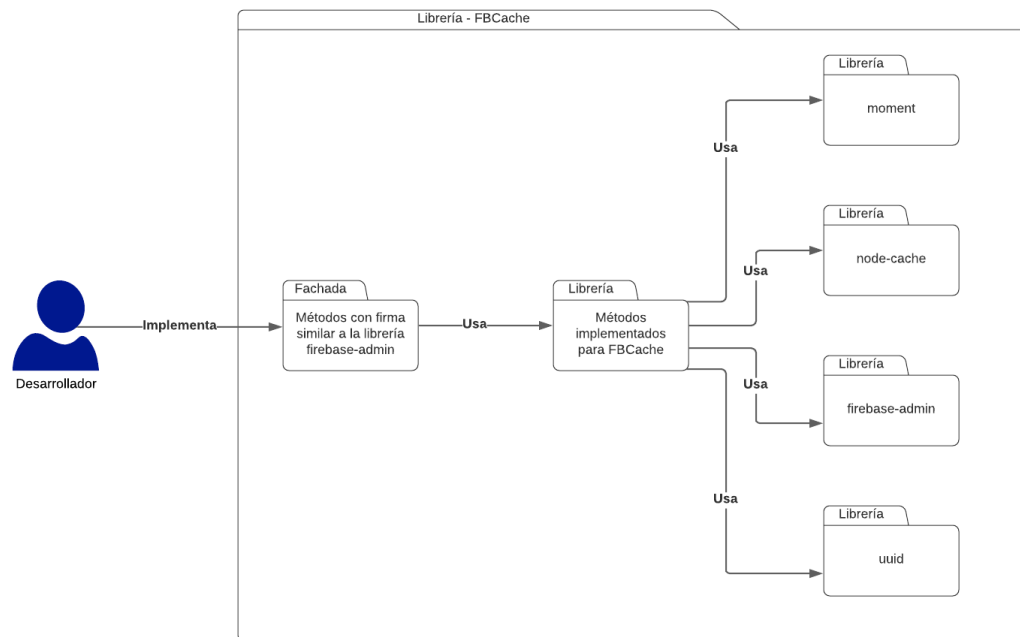 Librería - FBCache
Librería
moment
Usa
Librería
node-cache
Usa
Fachada
Métodos con firma
similar a la librería
firebase-admin
Implementa
Usa
Librería
Métodos
implementados
para FBCache
Desarrollador
Librería
firebase-admin
Usa
Librería
uuid
Usa